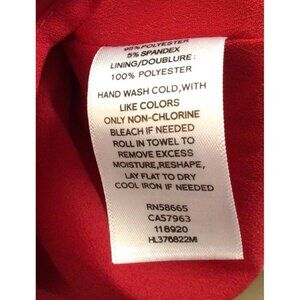 95% POLYESTER
5% SPANDEX
LINING/DOUBLURE:
100% POLYESTER
HAND WASH COLD,WITH
LIKE COLORS
ONLY NON-CHLORINE
BLEACH IF NEEDED
ROLL IN TOWEL TO
REMOVE EXCESS
MOISTURE,RESHAPE,
LAY FLAT TO DRY
COOL IRON IF NEEDED
RN58665
CA57963
118920
HL376822MI